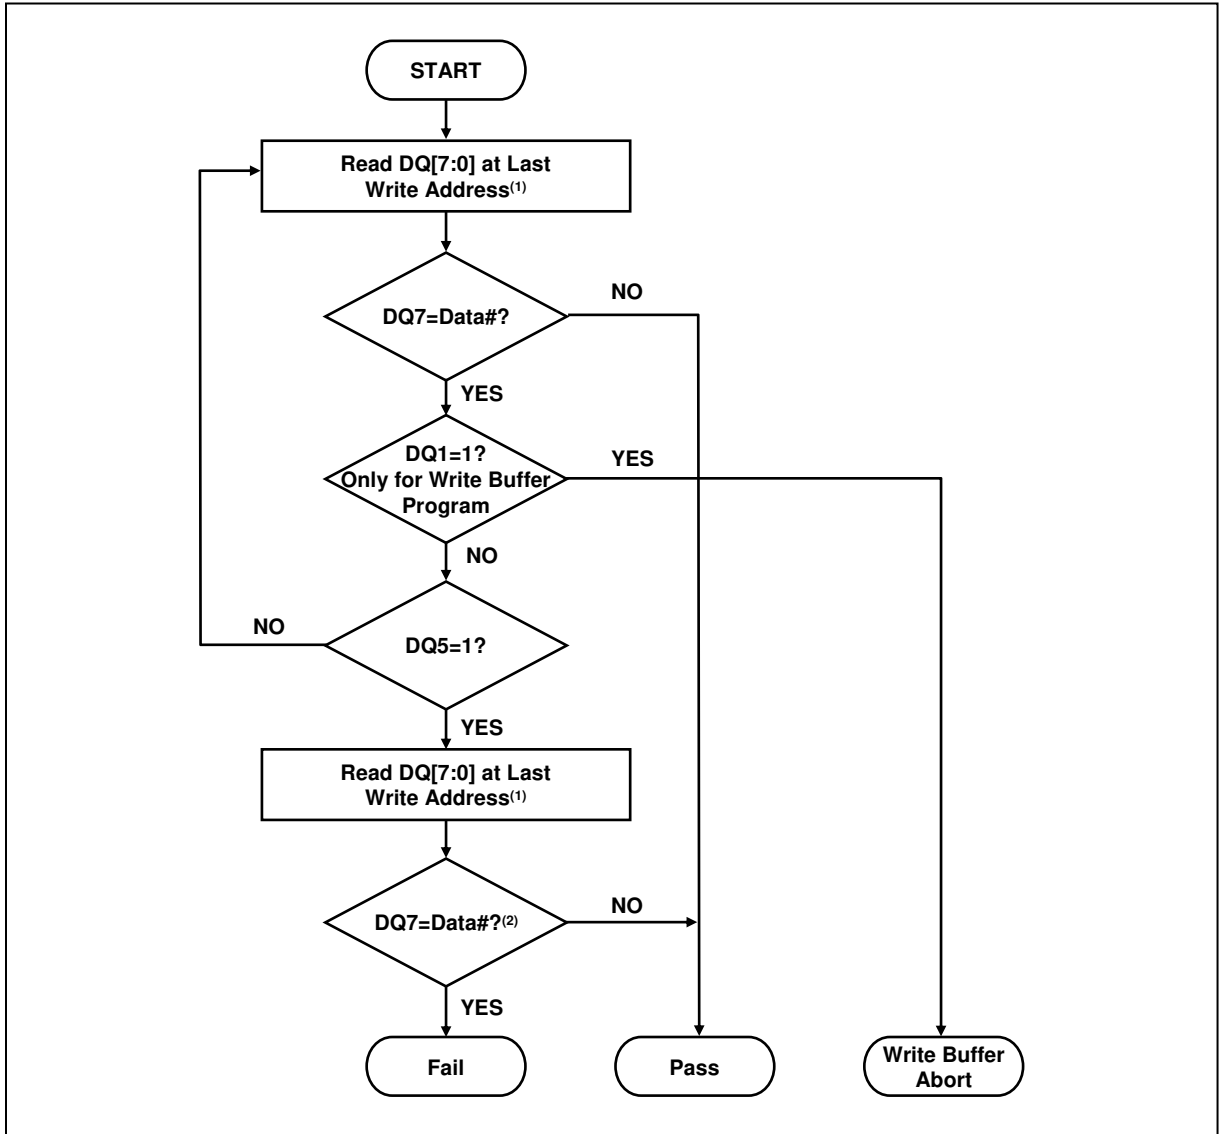 START
Read DQ[7:0] at Last
Write Address(1)
NO
DQ7=Data#?
YES
DQ1=1?
Only for Write Buffer
Program
YES
NO
NO
DQ5=1?
YES
Read DQ[7:0] at Last
Write Address(1)
NO
DQ7=Data#?(2)
YES
Fail
Pass
Write Buffer
Abort